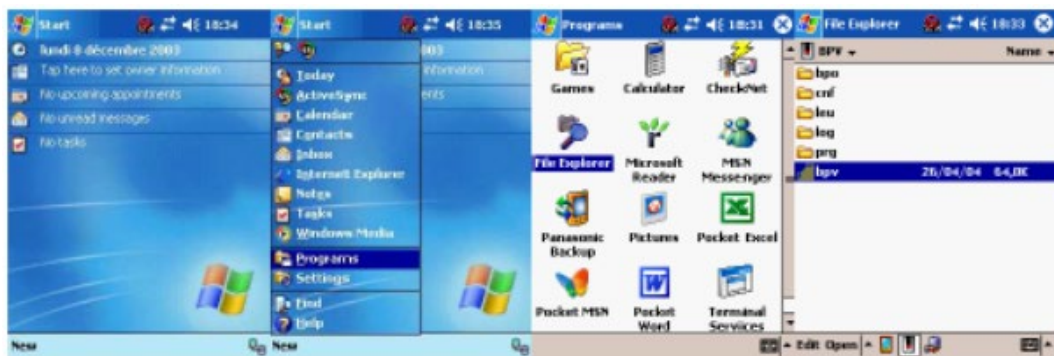 Start 18:34
lundi 8 décembre 2003
Tap here to set owner information
No upcoming appointments
No unread messages
No tasks
New
Start 18:35
003
information
ents
Today
ActiveSync
Calendar
Contacts
Inbox
Internet Explorer
Notes
Tasks
Windows Media
Programs
Settings
Find
Help
New
Programs 18:31
Games Calculator CheckNet
File Explorer Microsoft Reader MSN Messenger
Panasonic Backup Pictures Pocket Excel
Pocket MSN Pocket Word Terminal Services
File Explorer 18:33
BPV Name
bpo
cnf
leu
log
prg
bpv 26/04/04 64,0K
Edit Open